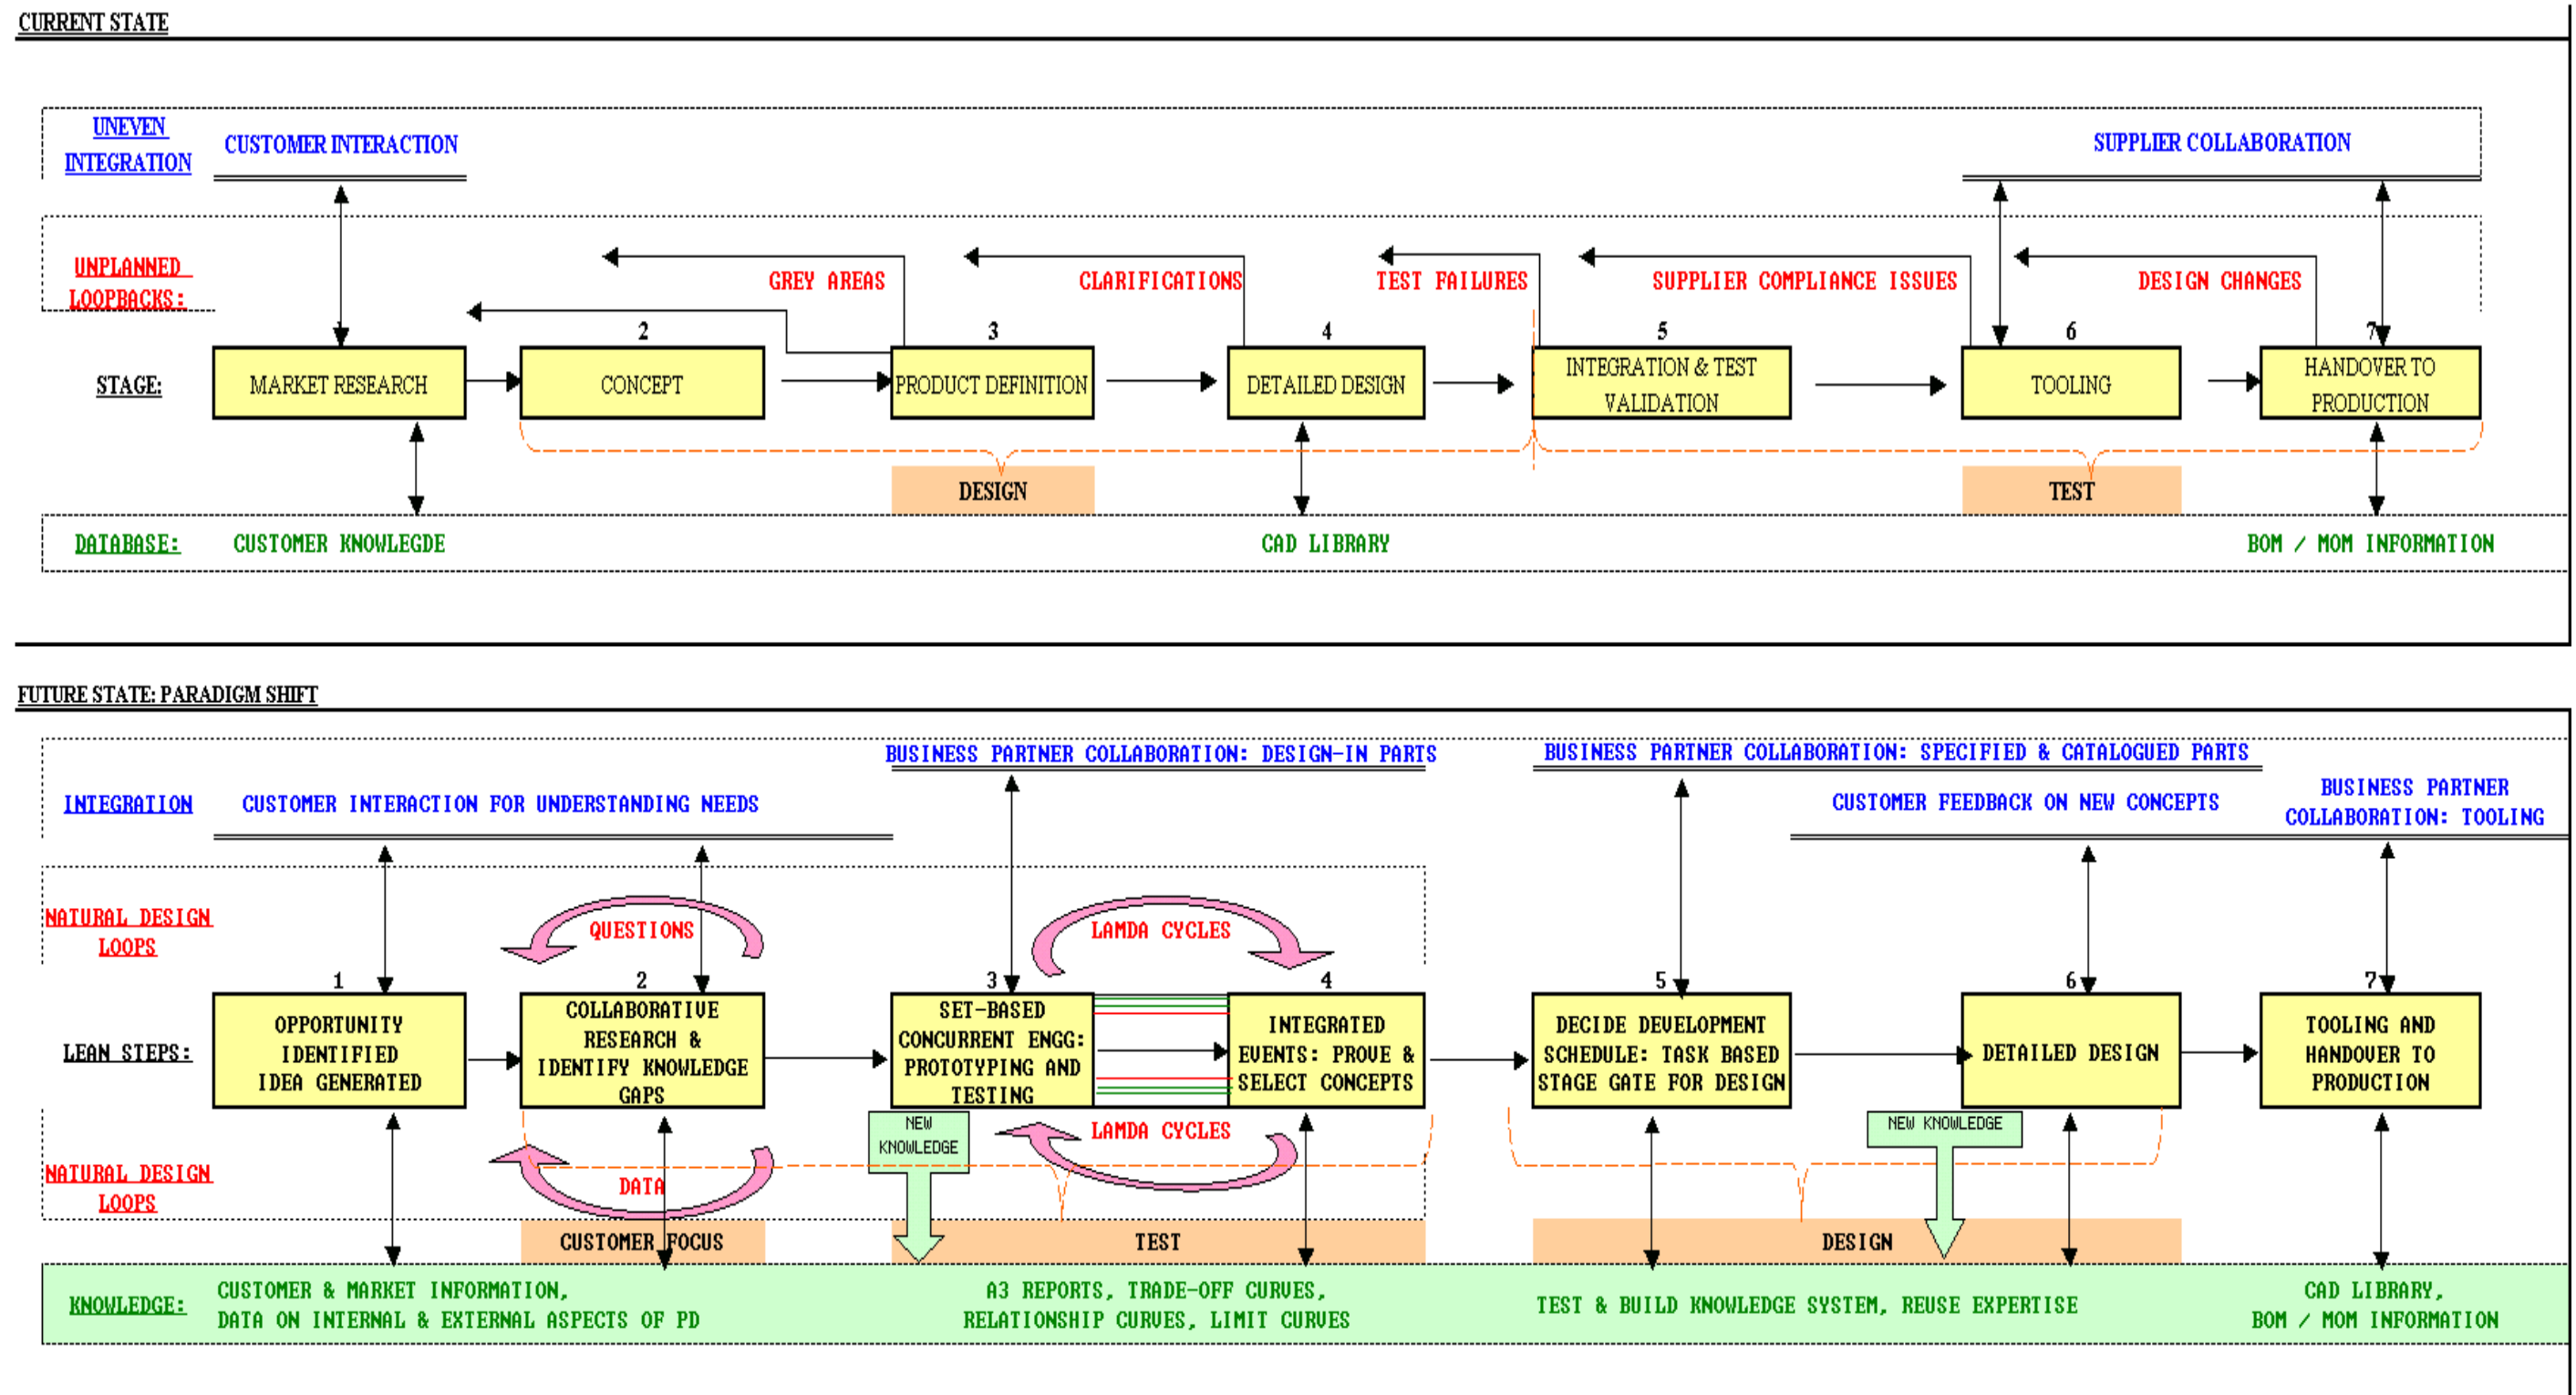 CURRENT STATE
UNEVEN
INTEGRATION
CUSTOMER INTERACTION
SUPPLIER COLLABORATION
UNPLANNED
LOOPBACKS:
GREY AREAS
CLARIFICATIONS
TEST FAILURES
SUPPLIER COMPLIANCE ISSUES
DESIGN CHANGES
2
3
4
5
6
7
STAGE:
MARKET RESEARCH
CONCEPT
PRODUCT DEFINITION
DETAILED DESIGN
INTEGRATION & TEST
VALIDATION
TOOLING
HANDOVER TO
PRODUCTION
DESIGN
TEST
DATABASE:
CUSTOMER KNOWLEGDE
CAD LIBRARY
BOM / MOM INFORMATION
FUTURE STATE: PARADIGM SHIFT
BUSINESS PARTNER COLLABORATION: DESIGN-IN PARTS
BUSINESS PARTNER COLLABORATION: SPECIFIED & CATALOGUED PARTS
INTEGRATION
CUSTOMER INTERACTION FOR UNDERSTANDING NEEDS
CUSTOMER FEEDBACK ON NEW CONCEPTS
BUSINESS PARTNER
COLLABORATION: TOOLING
NATURAL DESIGN
LOOPS
QUESTIONS
LAMDA CYCLES
1
2
3
4
5
6
7
LEAN STEPS:
OPPORTUNITY
IDENTIFIED
IDEA GENERATED
COLLABORATIVE
RESEARCH &
IDENTIFY KNOWLEDGE
GAPS
SET-BASED
CONCURRENT ENGG:
PROTOTYPING AND
TESTING
INTEGRATED
EVENTS: PROVE &
SELECT CONCEPTS
DECIDE DEVELOPMENT
SCHEDULE: TASK BASED
STAGE GATE FOR DESIGN
DETAILED DESIGN
TOOLING AND
HANDOVER TO
PRODUCTION
NEW
KNOWLEDGE
LAMDA CYCLES
NEW KNOWLEDGE
NATURAL DESIGN
LOOPS
DATA
CUSTOMER FOCUS
TEST
DESIGN
KNOWLEDGE:
CUSTOMER & MARKET INFORMATION,
DATA ON INTERNAL & EXTERNAL ASPECTS OF PD
A3 REPORTS, TRADE-OFF CURVES,
RELATIONSHIP CURVES, LIMIT CURVES
TEST & BUILD KNOWLEDGE SYSTEM, REUSE EXPERTISE
CAD LIBRARY,
BOM / MOM INFORMATION